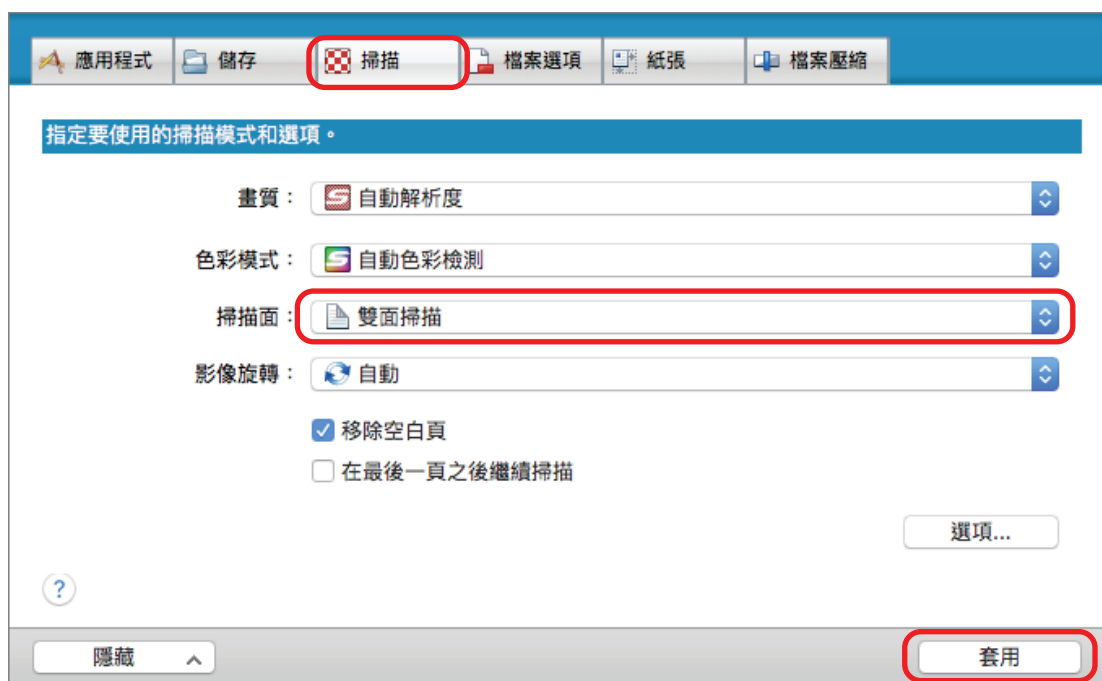 應用程式 儲存 掃描 檔案選項 紙張 檔案壓縮
指定要使用的掃描模式和選項。
畫質： 自動解析度
色彩模式： 自動色彩檢測
掃描面： 雙面掃描
影像旋轉： 自動
移除空白頁
在最後一頁之後繼續掃描
選項...
?
隱藏 套用